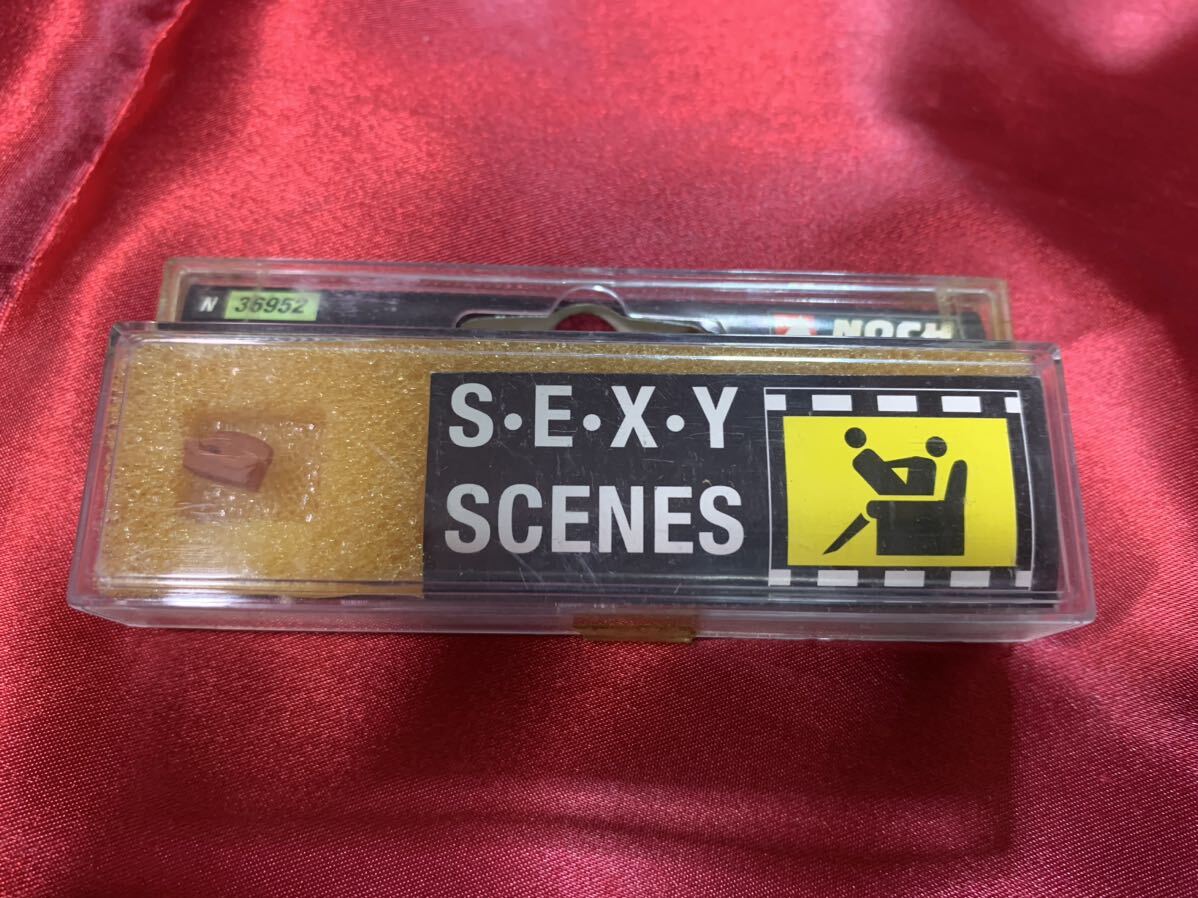 N 36952
NOCH
S·E·X·Y
SCENES